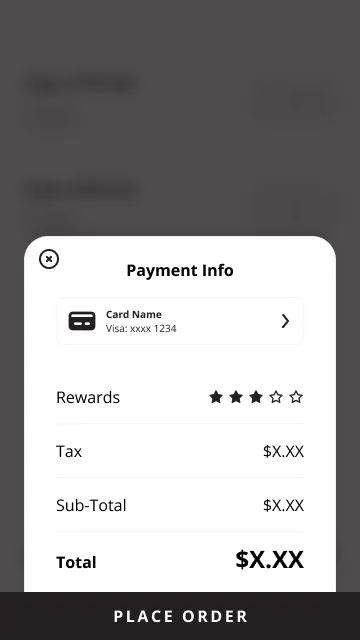 Payment Info
Card Name
Visa: xxxx 1234
Rewards
Tax $X.XX
Sub-Total $X.XX
Total $X.XX
PLACE ORDER